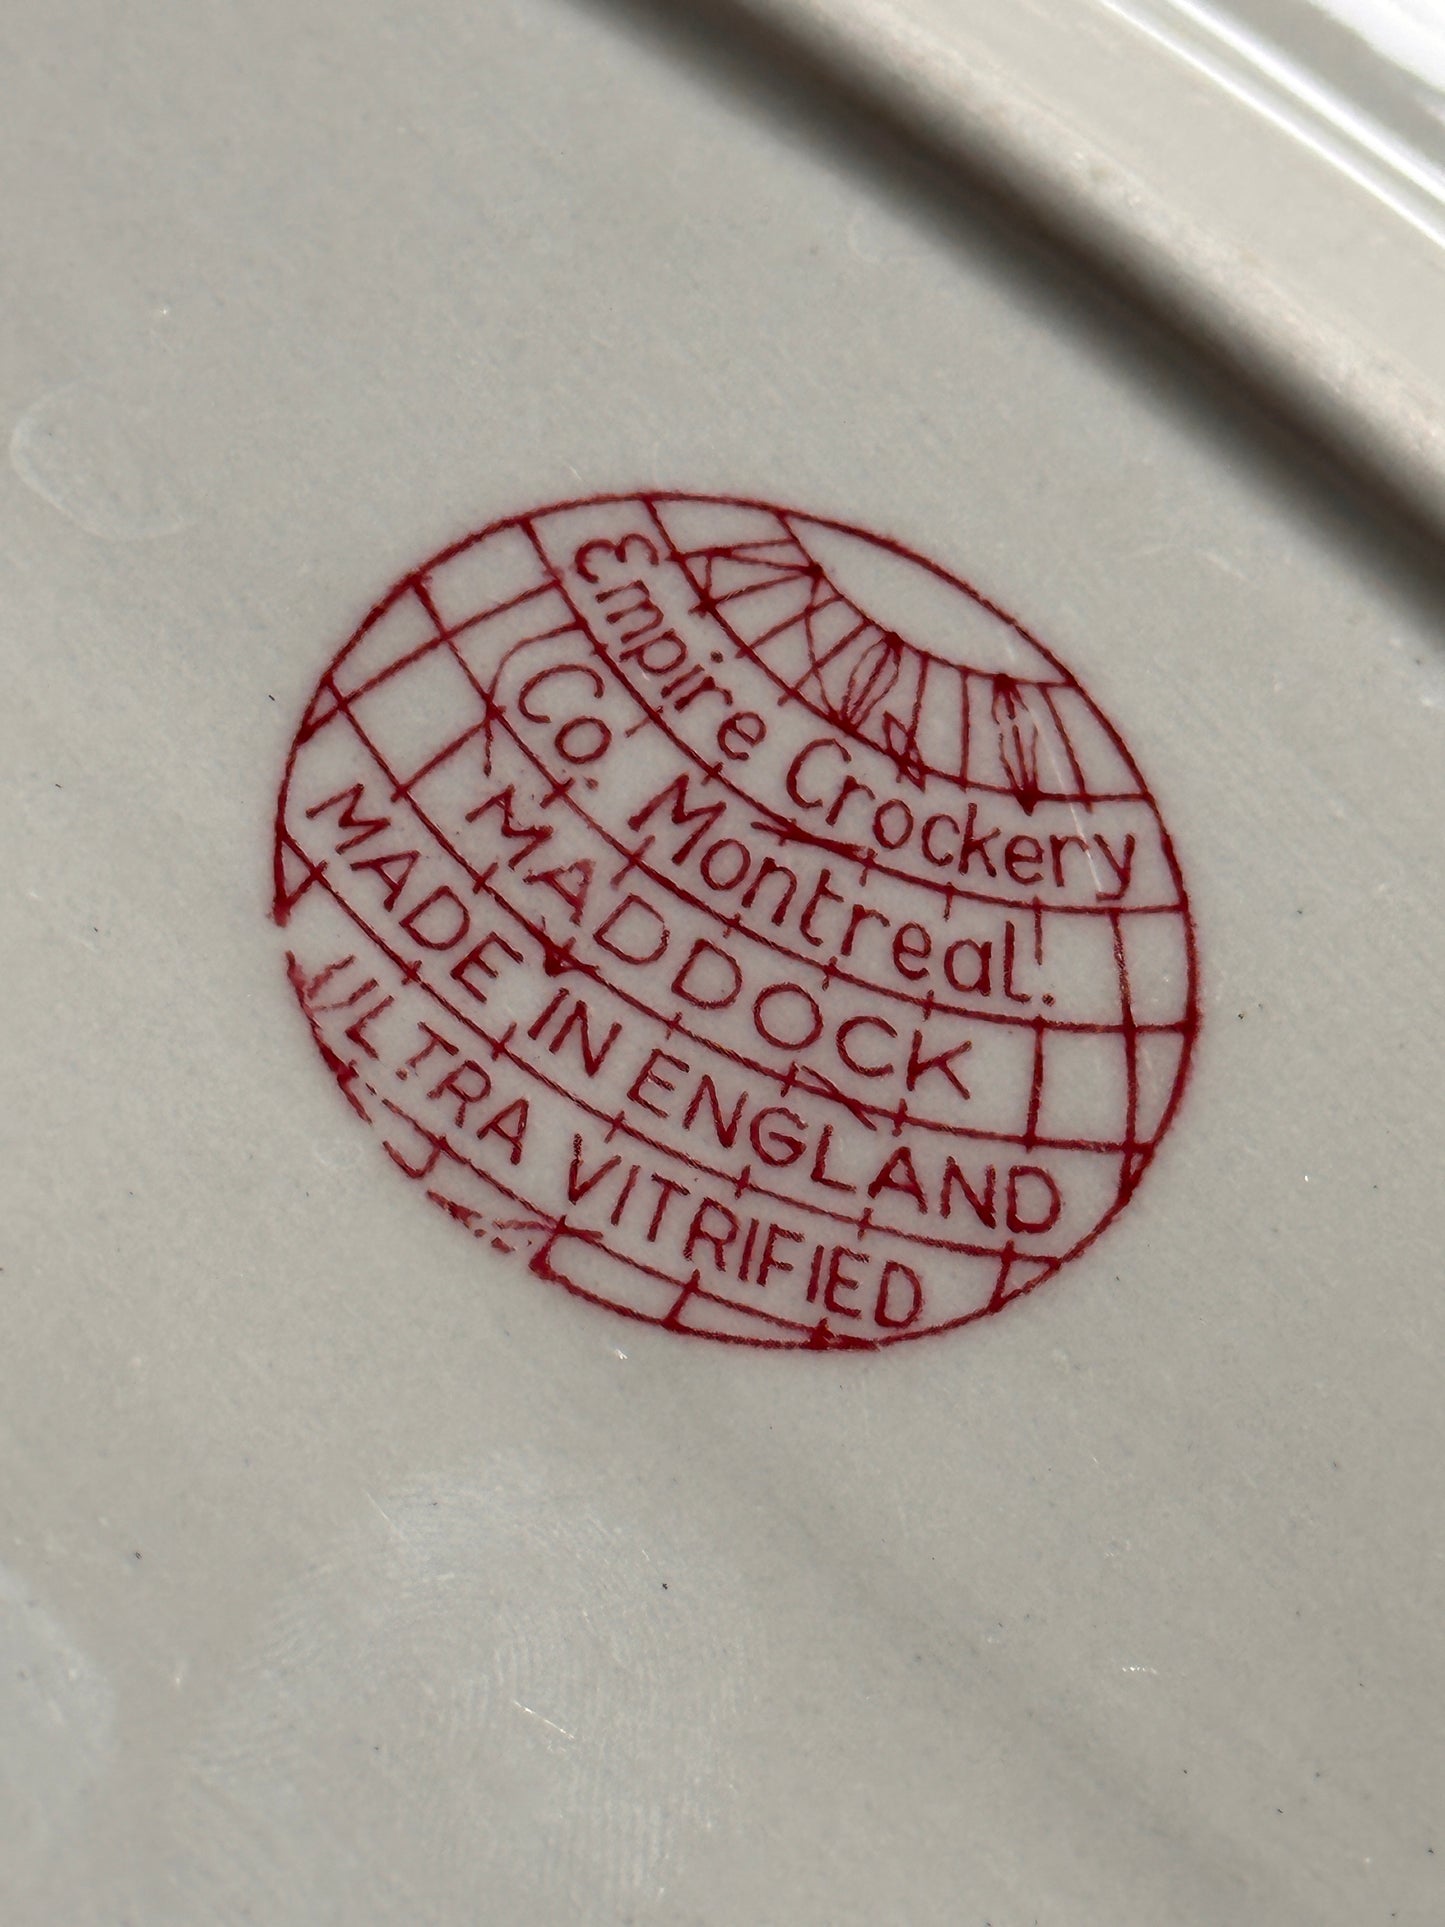 Empire Crockery
Co. Montreal.
MADDOCK
MADE IN ENGLAND
ULTRA VITRIFIED